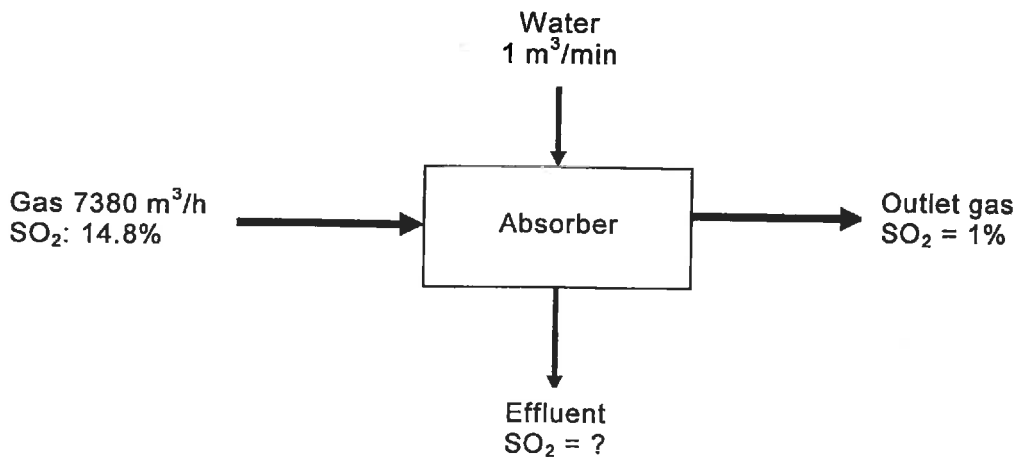 Water
1 m³/min
Gas 7380 m³/h
SO₂: 14.8%
Absorber
Outlet gas
SO₂ = 1%
Effluent
SO₂ = ?